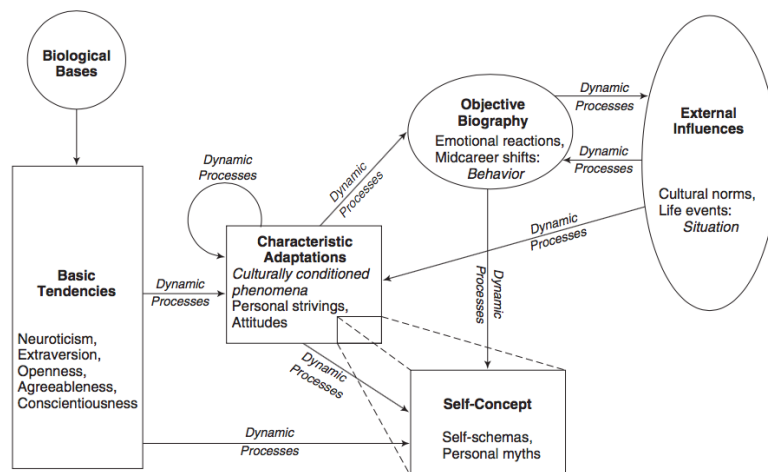 Biological
Bases
Dynamic
Processes
Objective
Biography
Emotional reactions,
Midcareer shifts:
Behavior
Dynamic
Processes
Dynamic
Processes
External
Influences
Cultural norms,
Life events:
Situation
Dynamic
Processes
Dynamic
Processes
Characteristic
Adaptations
Culturally conditioned
phenomena
Personal strivings,
Attitudes
Basic
Tendencies
Neuroticism,
Extraversion,
Openness,
Agreeableness,
Conscientiousness
Dynamic
Processes
Dynamic
Processes
Dynamic
Processes
Self-Concept
Self-schemas,
Personal myths
Dynamic
Processes